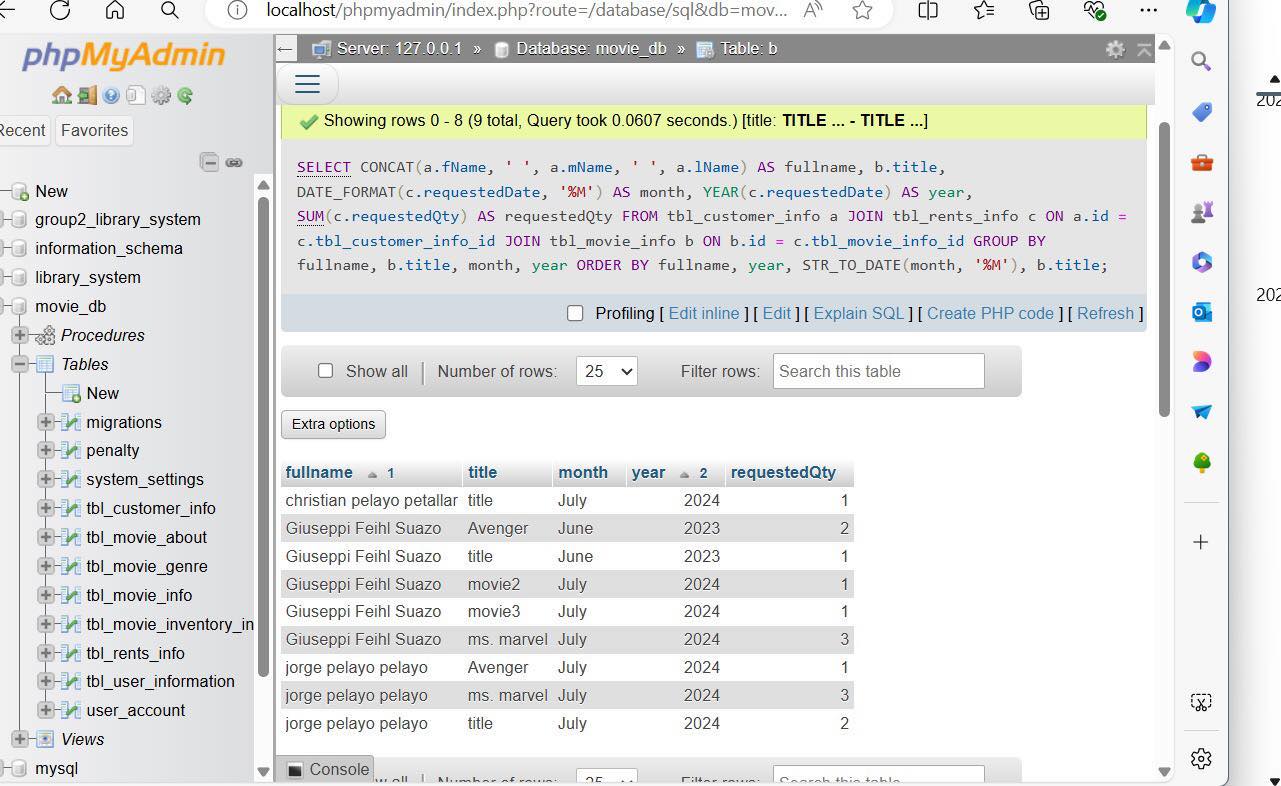 localhost/phpmyadmin/index.php?route=/database/sql&db=mov...
phpMyAdmin
Recent Favorites
New
group2_library_system
information_schema
library_system
movie_db
Procedures
Tables
New
migrations
penalty
system_settings
tbl_customer_info
tbl_movie_about
tbl_movie_genre
tbl_movie_info
tbl_movie_inventory_in
tbl_rents_info
tbl_user_information
user_account
Views
mysql
Server: 127.0.0.1 » Database: movie_db » Table: b
Showing rows 0 - 8 (9 total, Query took 0.0607 seconds.) [title: TITLE ... - TITLE ...]
SELECT CONCAT(a.fName, ' ', a.mName, ' ', a.lName) AS fullname, b.title,
DATE_FORMAT(c.requestedDate, '%M') AS month, YEAR(c.requestedDate) AS year,
SUM(c.requestedQty) AS requestedQty FROM tbl_customer_info a JOIN tbl_rents_info c ON a.id =
c.tbl_customer_info_id JOIN tbl_movie_info b ON b.id = c.tbl_movie_info_id GROUP BY
fullname, b.title, month, year ORDER BY fullname, year, STR_TO_DATE(month, '%M'), b.title;
Profiling [ Edit inline ] [ Edit ] [ Explain SQL ] [ Create PHP code ] [ Refresh ]
Show all Number of rows: 25 Filter rows: Search this table
Extra options
fullname 1 title month year 2 requestedQty
christian pelayo petallar title July 2024 1
Giuseppi Feihl Suazo Avenger June 2023 2
Giuseppi Feihl Suazo title June 2023 1
Giuseppi Feihl Suazo movie2 July 2024 1
Giuseppi Feihl Suazo movie3 July 2024 1
Giuseppi Feihl Suazo ms. marvel July 2024 3
jorge pelayo pelayo Avenger July 2024 1
jorge pelayo pelayo ms. marvel July 2024 3
jorge pelayo pelayo title July 2024 2
Console
Number of rows: 25 Filter rows: Search this table
202
202